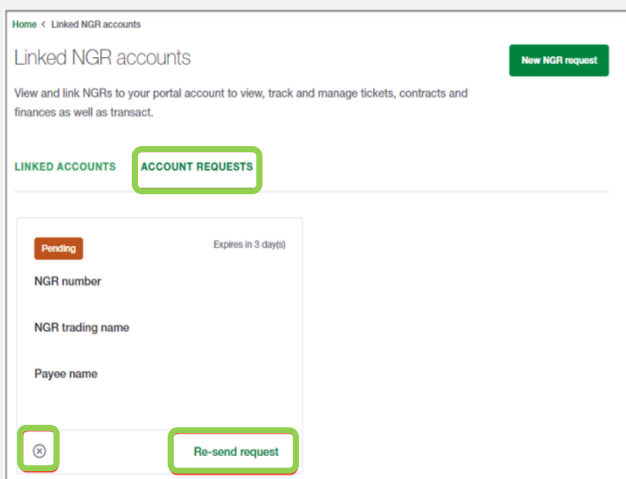 Home < Linked NGR accounts
Linked NGR accounts
New NGR request
View and link NGRs to your portal account to view, track and manage tickets, contracts and
finances as well as transact.
LINKED ACCOUNTS ACCOUNT REQUESTS
Pending Expires in 3 day(s)
NGR number
NGR trading name
Payee name
Re-send request